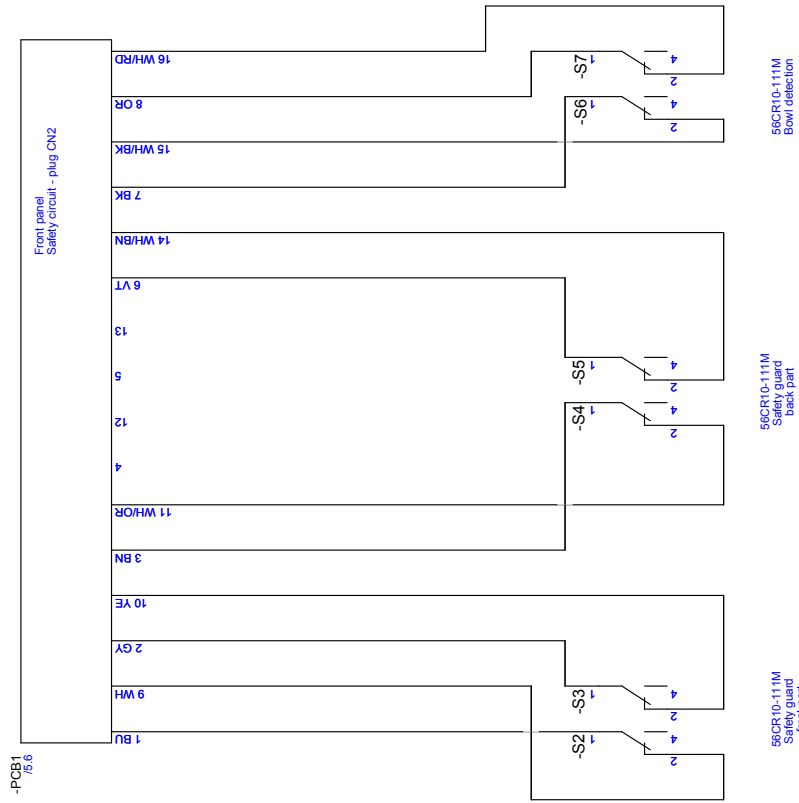 -PCB1
/5.6
Front panel
Safety circuit - plug CN2
16 WH/RD
8 OR
15 WH/BK
7 BK
14 WH/BN
6 VT
13
5
12
4
11 WH/OR
3 BN
10 YE
2 GY
9 WH
1 BU
-S7
1
4
2
-S6
1
4
2
56CR10-111M
Bowl detection
-S5
1
4
2
-S4
1
4
2
56CR10-111M
Safety guard
back part
-S3
1
4
2
-S2
1
4
2
56CR10-111M
Safety guard